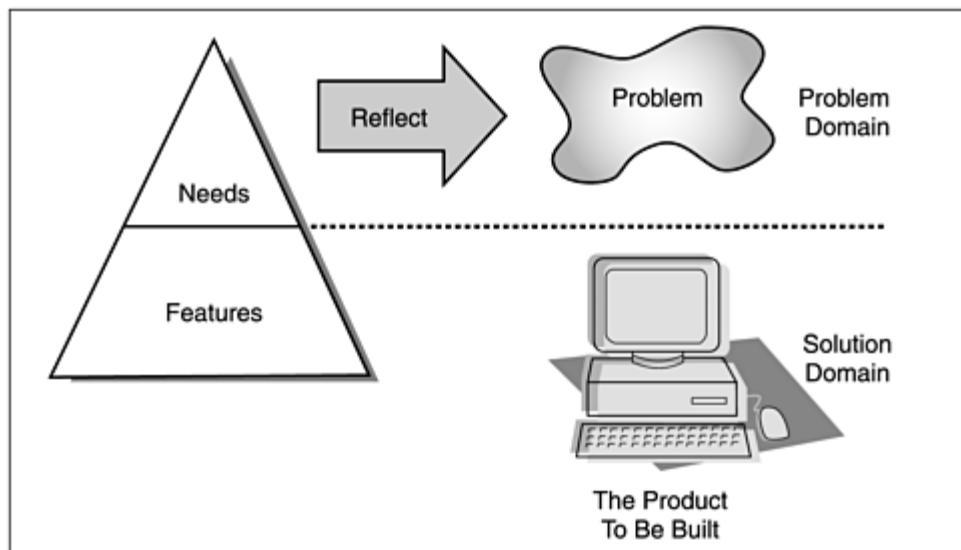 Reflect
Problem
Problem
Domain
Needs
Features
Solution
Domain
The Product
To Be Built